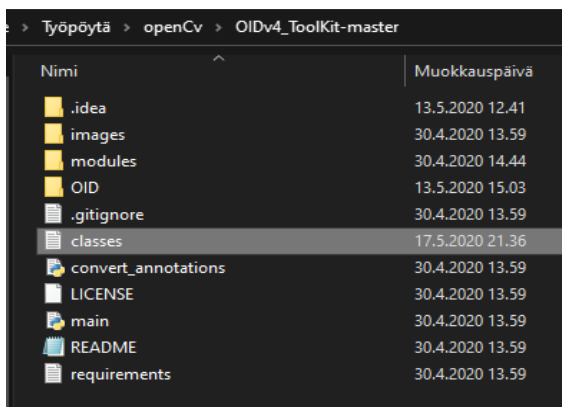 Työpöytä > openCv > OIDv4_ToolKit-master
Nimi Muokkauspäivä
.idea 13.5.2020 12.41
images 30.4.2020 13.59
modules 30.4.2020 14.44
OID 13.5.2020 15.03
.gitignore 30.4.2020 13.59
classes 17.5.2020 21.36
convert_annotations 30.4.2020 13.59
LICENSE 30.4.2020 13.59
main 30.4.2020 13.59
README 30.4.2020 13.59
requirements 30.4.2020 13.59